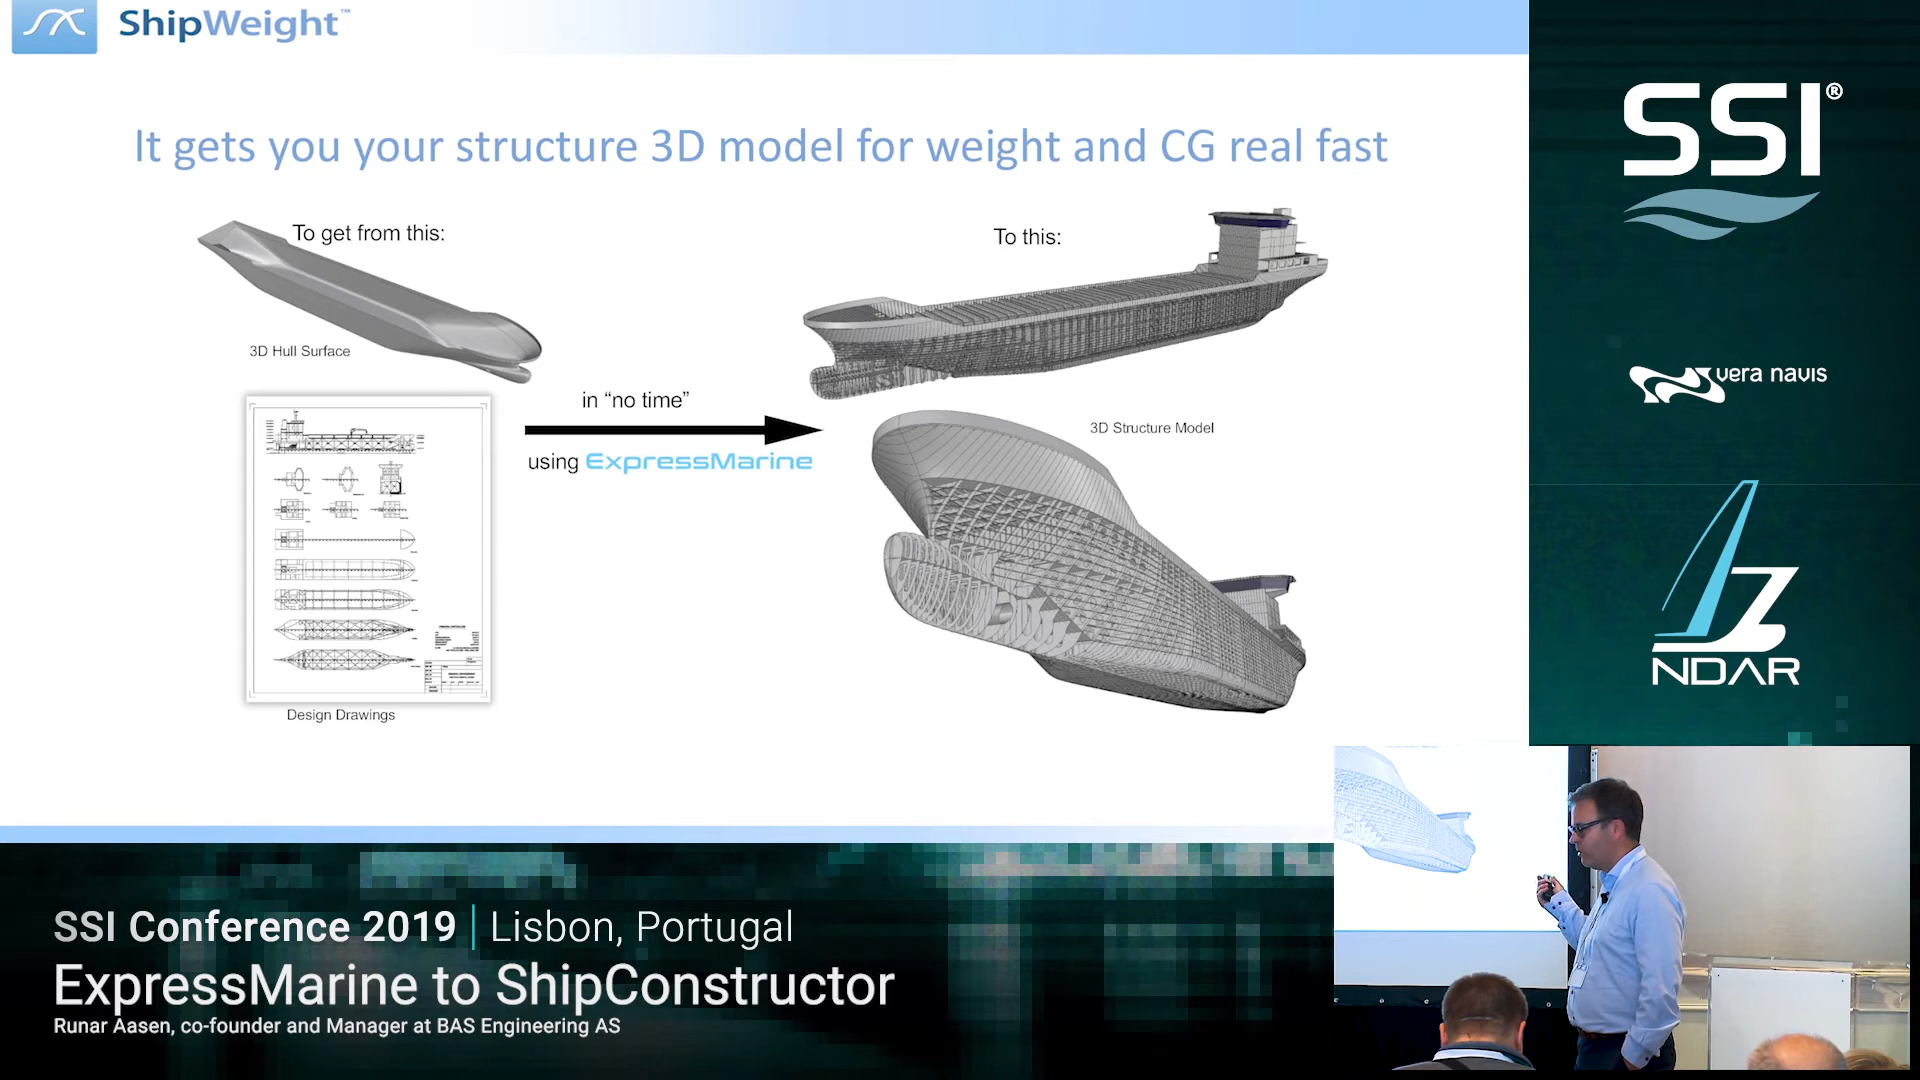 ShipWeight™
It gets you your structure 3D model for weight and CG real fast
To get from this:
To this:
3D Hull Surface
in “no time”
using ExpressMarine
3D Structure Model
Design Drawings
SSI®
vera navis
NDAR
SSI Conference 2019 | Lisbon, Portugal
ExpressMarine to ShipConstructor
Runar Aasen, co-founder and Manager at BAS Engineering AS